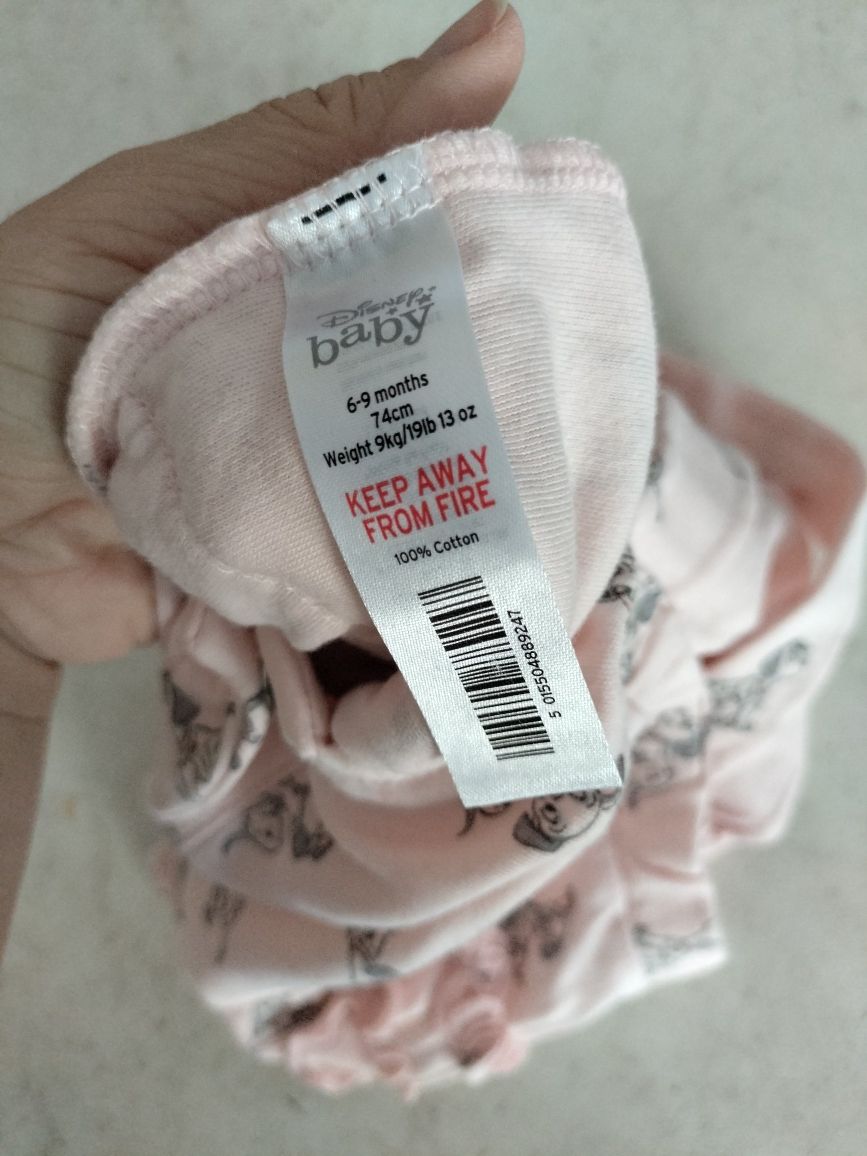 Disney
baby
6-9 months
74cm
Weight 9kg/19lb 13 oz
KEEP AWAY
FROM FIRE
100% Cotton
5 015504889247